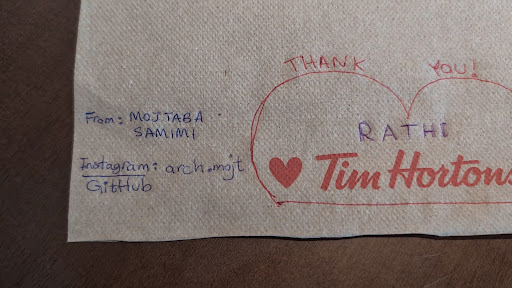 THANK YOU!
From: MOJTABA
SAMIMI
RATHI
Instagram: arch.mojt
GitHub
Tim Hortons